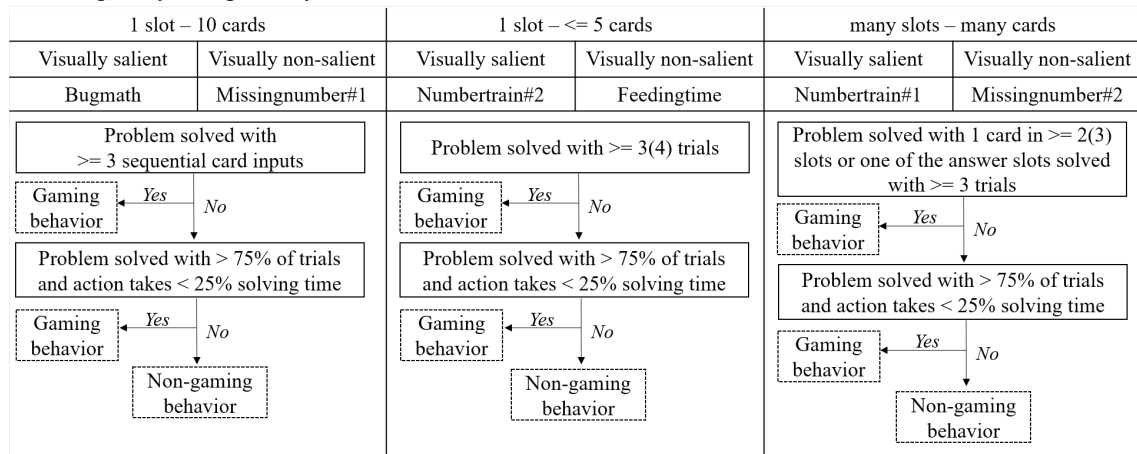 1 slot – 10 cards
Visually salient
Visually non-salient
Bugmath
Missingnumber#1
Problem solved with
>= 3 sequential card inputs
Gaming
behavior
Yes
No
Problem solved with > 75% of trials
and action takes < 25% solving time
Gaming
behavior
Yes
No
Non-gaming
behavior
1 slot – <= 5 cards
Visually salient
Visually non-salient
Numbertrain#2
Feedingtime
Problem solved with >= 3(4) trials
Gaming
behavior
Yes
No
Problem solved with > 75% of trials
and action takes < 25% solving time
Gaming
behavior
Yes
No
Non-gaming
behavior
many slots – many cards
Visually salient
Visually non-salient
Numbertrain#1
Missingnumber#2
Problem solved with 1 card in >= 2(3)
slots or one of the answer slots solved
with >= 3 trials
Gaming
behavior
Yes
No
Problem solved with > 75% of trials
and action takes < 25% solving time
Gaming
behavior
Yes
No
Non-gaming
behavior